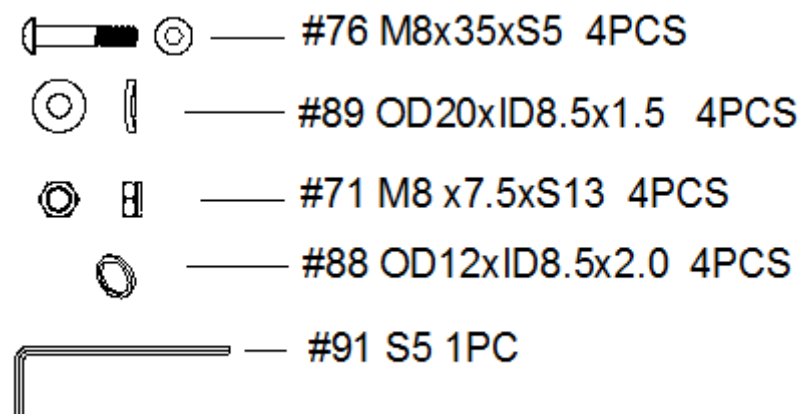 #76 M8x35xS5 4PCS
#89 OD20xID8.5x1.5 4PCS
#71 M8 x7.5xS13 4PCS
#88 OD12xID8.5x2.0 4PCS
#91 S5 1PC